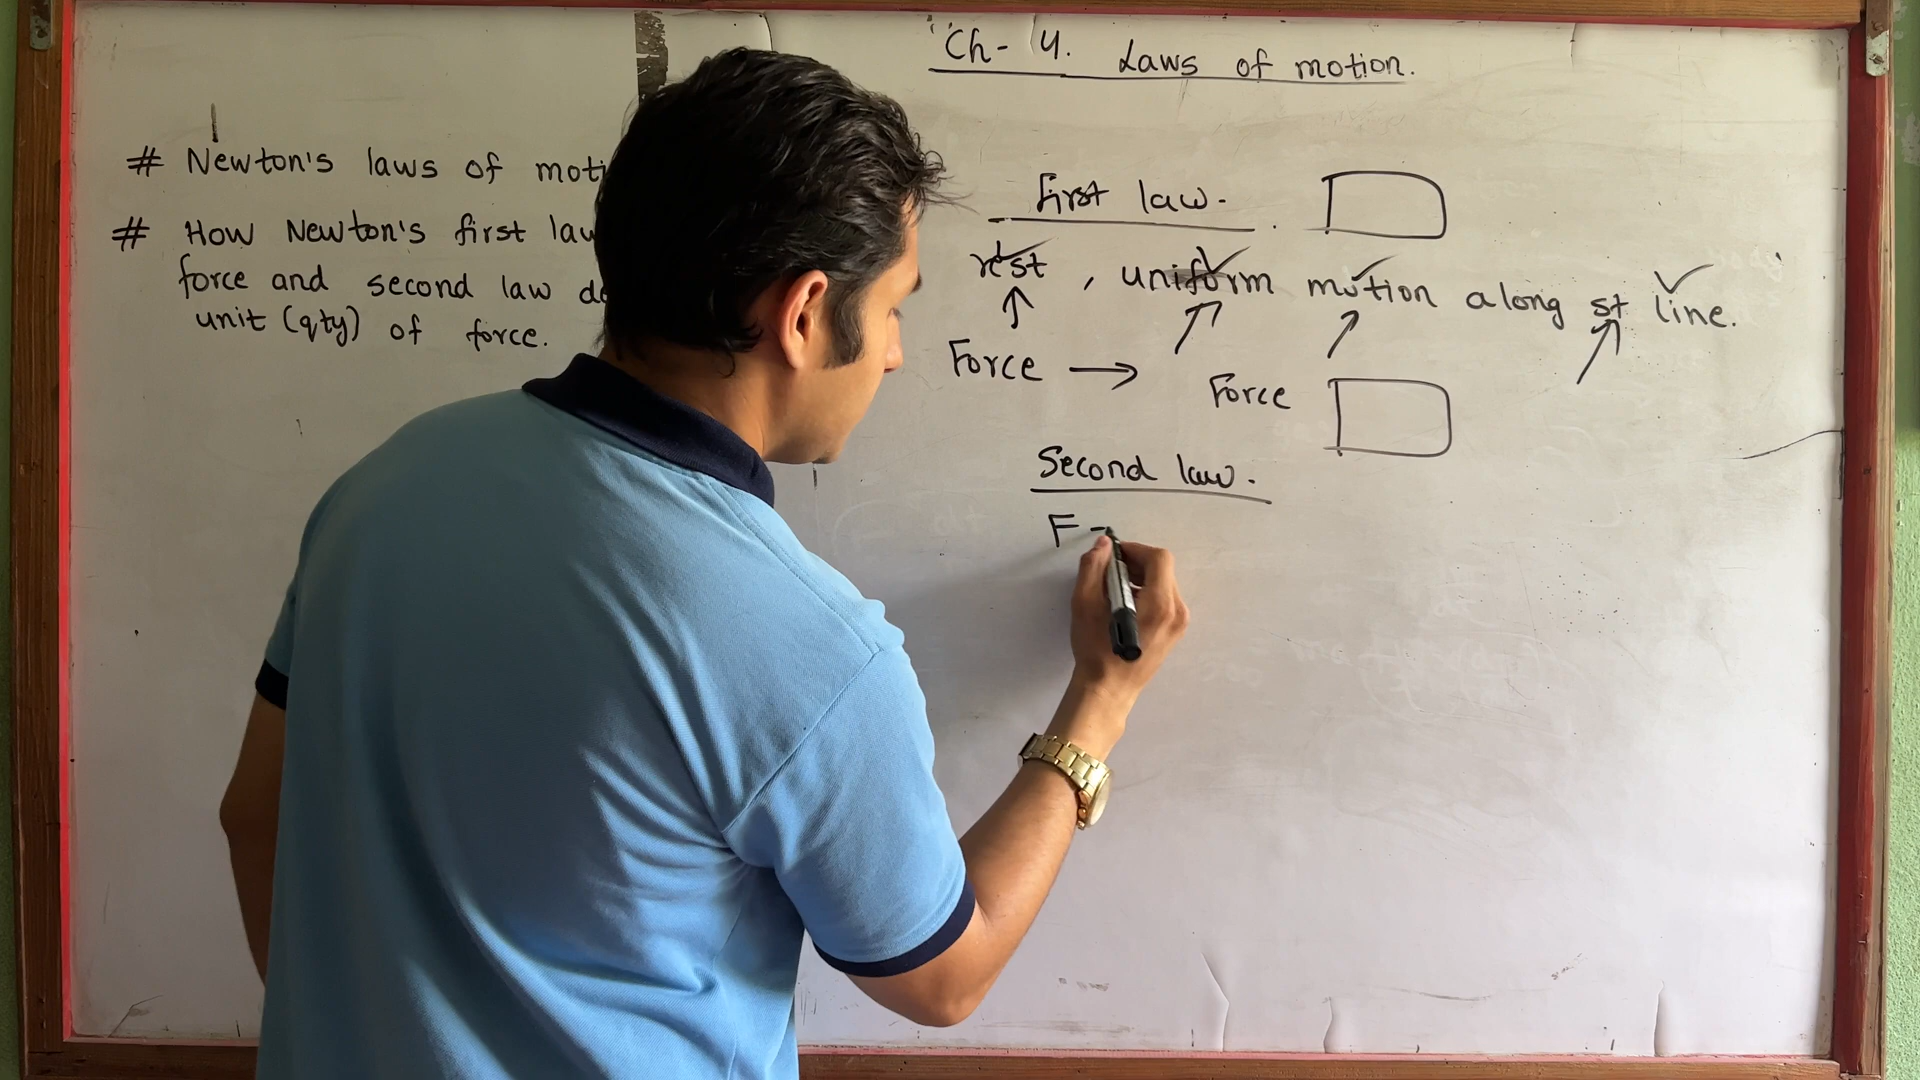 Ch- 4. Laws of motion.
# Newton's laws of moti
# How Newton's first law
force and second law de
unit (qty) of force.
First law.
rest, uniform motion along st line.
Force →
Force
Second law.
F =